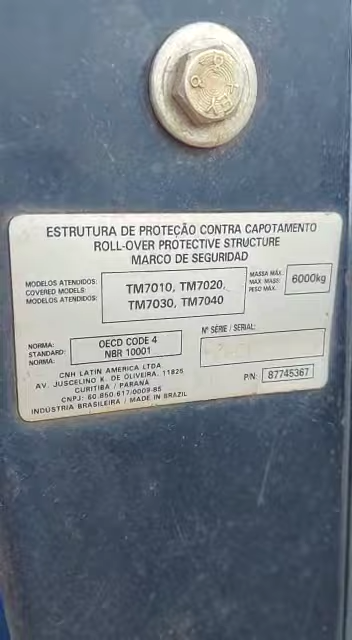 ESTRUTURA DE PROTEÇÃO CONTRA CAPOTAMENTO
ROLL-OVER PROTECTIVE STRUCTURE
MARCO DE SEGURIDAD
MODELOS ATENDIDOS:
COVERED MODELS:
MODELOS ATENDIDOS:
TM7010, TM7020,
TM7030, TM7040
MASSA MÁX.
MAX. MASS:
PESO MÁX.:
6000kg
NORMA:
STANDARD:
NORMA:
OECD CODE 4
NBR 10001
Nº SÉRIE / SERIAL:
CNH LATIN AMERICA LTDA
AV. JUSCELINO K. DE OLIVEIRA, 11825
CURITIBA / PARANÁ
CNPJ: 60.850.617/0009-85
INDÚSTRIA BRASILEIRA / MADE IN BRAZIL
P/N: 87745367